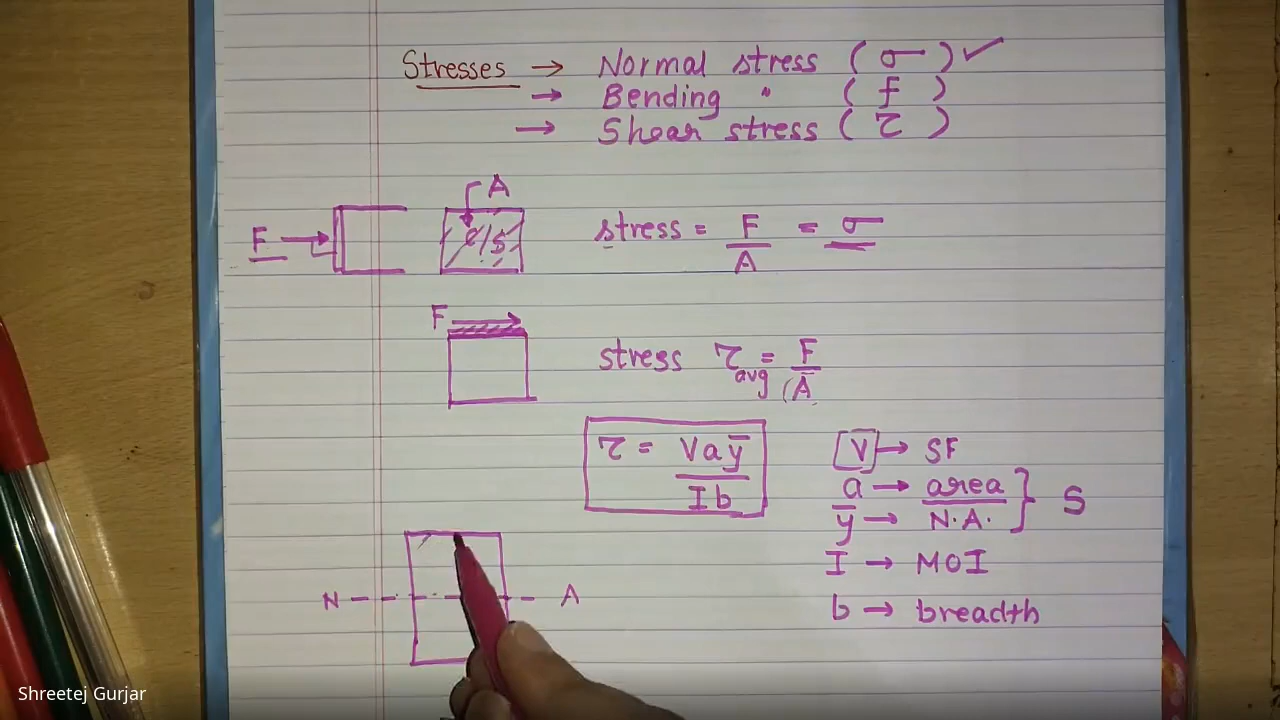 Stresses → Normal stress (σ) ✓
→ Bending " (f)
→ Shear stress (τ)
A
F c/s stress = F/A = σ
F
stress τavg = F/A
τ = Vaȳ/Ib
V → SF
a → area
ȳ → N.A. } S
I → MOI
N A
b → breadth
Shreetej Gurjar